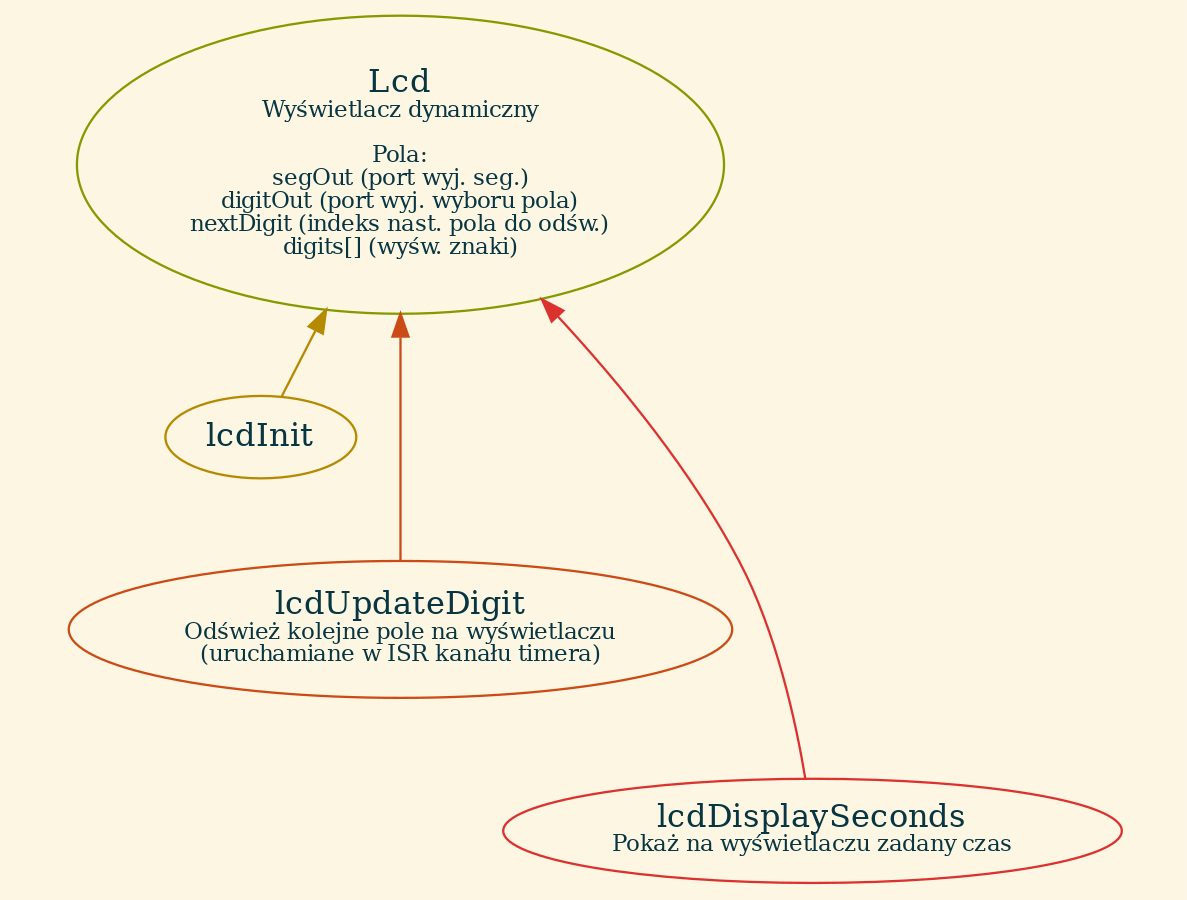 Lcd
Wyświetlacz dynamiczny
Pola:
segOut (port wyj. seg.)
digitOut (port wyj. wyboru pola)
nextDigit (indeks nast. pola do odśw.)
digits[] (wyśw. znaki)
lcdInit
lcdUpdateDigit
Odśwież kolejne pole na wyświetlaczu
(uruchamiane w ISR kanału timera)
lcdDisplaySeconds
Pokaż na wyświetlaczu zadany czas